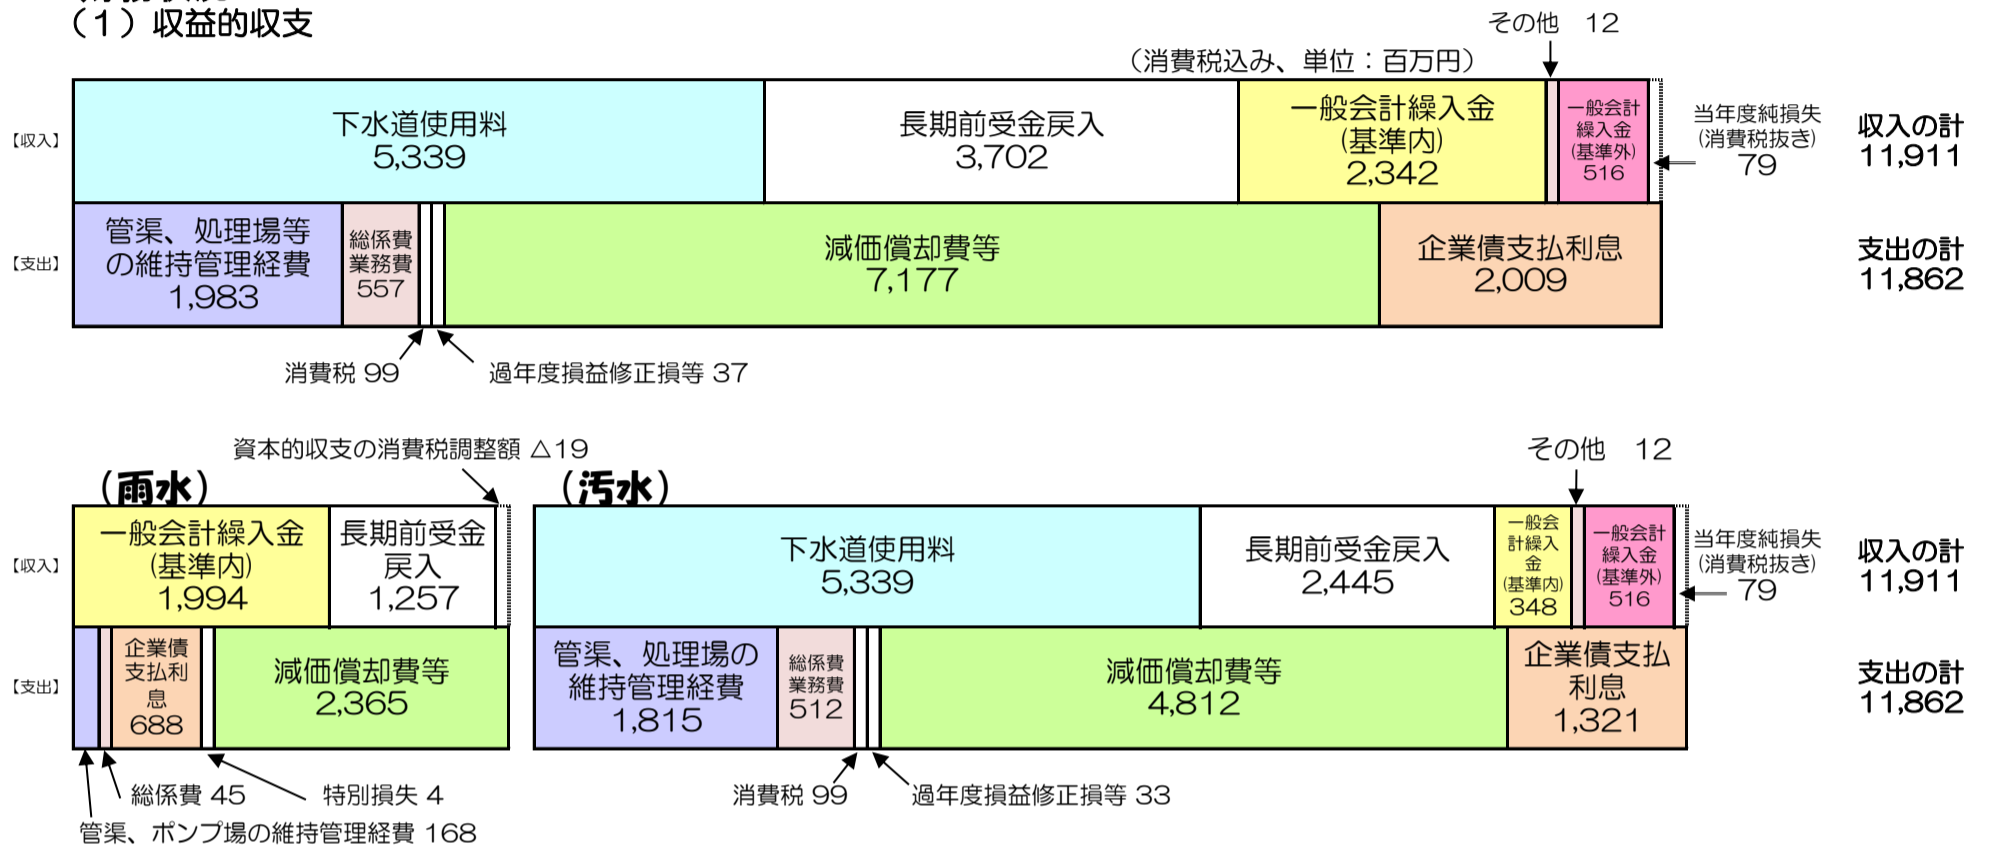 （１）収益的収支
その他　12
（消費税込み、単位：百万円）
【収入】
下水道使用料
5,339
長期前受金戻入
3,702
一般会計繰入金
(基準内)
2,342
一般会計
繰入金
(基準外)
516
当年度純損失
(消費税抜き)
79
収入の計
11,911
【支出】
管渠、処理場等
の維持管理経費
1,983
総係費
業務費
557
減価償却費等
7,177
企業債支払利息
2,009
支出の計
11,862
消費税 99
過年度損益修正損等 37
資本的収支の消費税調整額 △19
その他　12
（雨水）
（汚水）
【収入】
一般会計繰入金
(基準内)
1,994
長期前受金
戻入
1,257
下水道使用料
5,339
長期前受金戻入
2,445
一般会
計繰入
金
(基準内)
348
一般会計
繰入金
(基準外)
516
当年度純損失
(消費税抜き)
79
収入の計
11,911
【支出】
企業債
支払利
息
688
減価償却費等
2,365
管渠、処理場の
維持管理経費
1,815
総係費
業務費
512
減価償却費等
4,812
企業債支払
利息
1,321
支出の計
11,862
総係費 45
特別損失 4
消費税 99
過年度損益修正損等 33
管渠、ポンプ場の維持管理経費 168